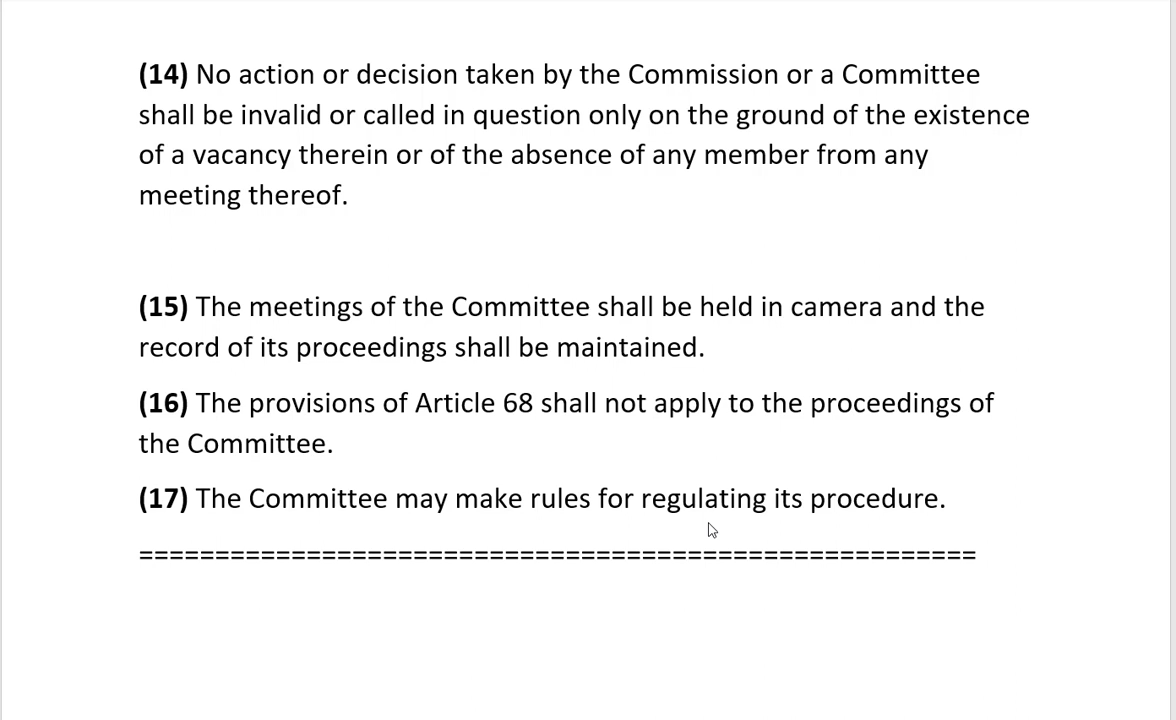 (14) No action or decision taken by the Commission or a Committee
shall be invalid or called in question only on the ground of the existence
of a vacancy therein or of the absence of any member from any
meeting thereof.
(15) The meetings of the Committee shall be held in camera and the
record of its proceedings shall be maintained.
(16) The provisions of Article 68 shall not apply to the proceedings of
the Committee.
(17) The Committee may make rules for regulating its procedure.
=======================================================